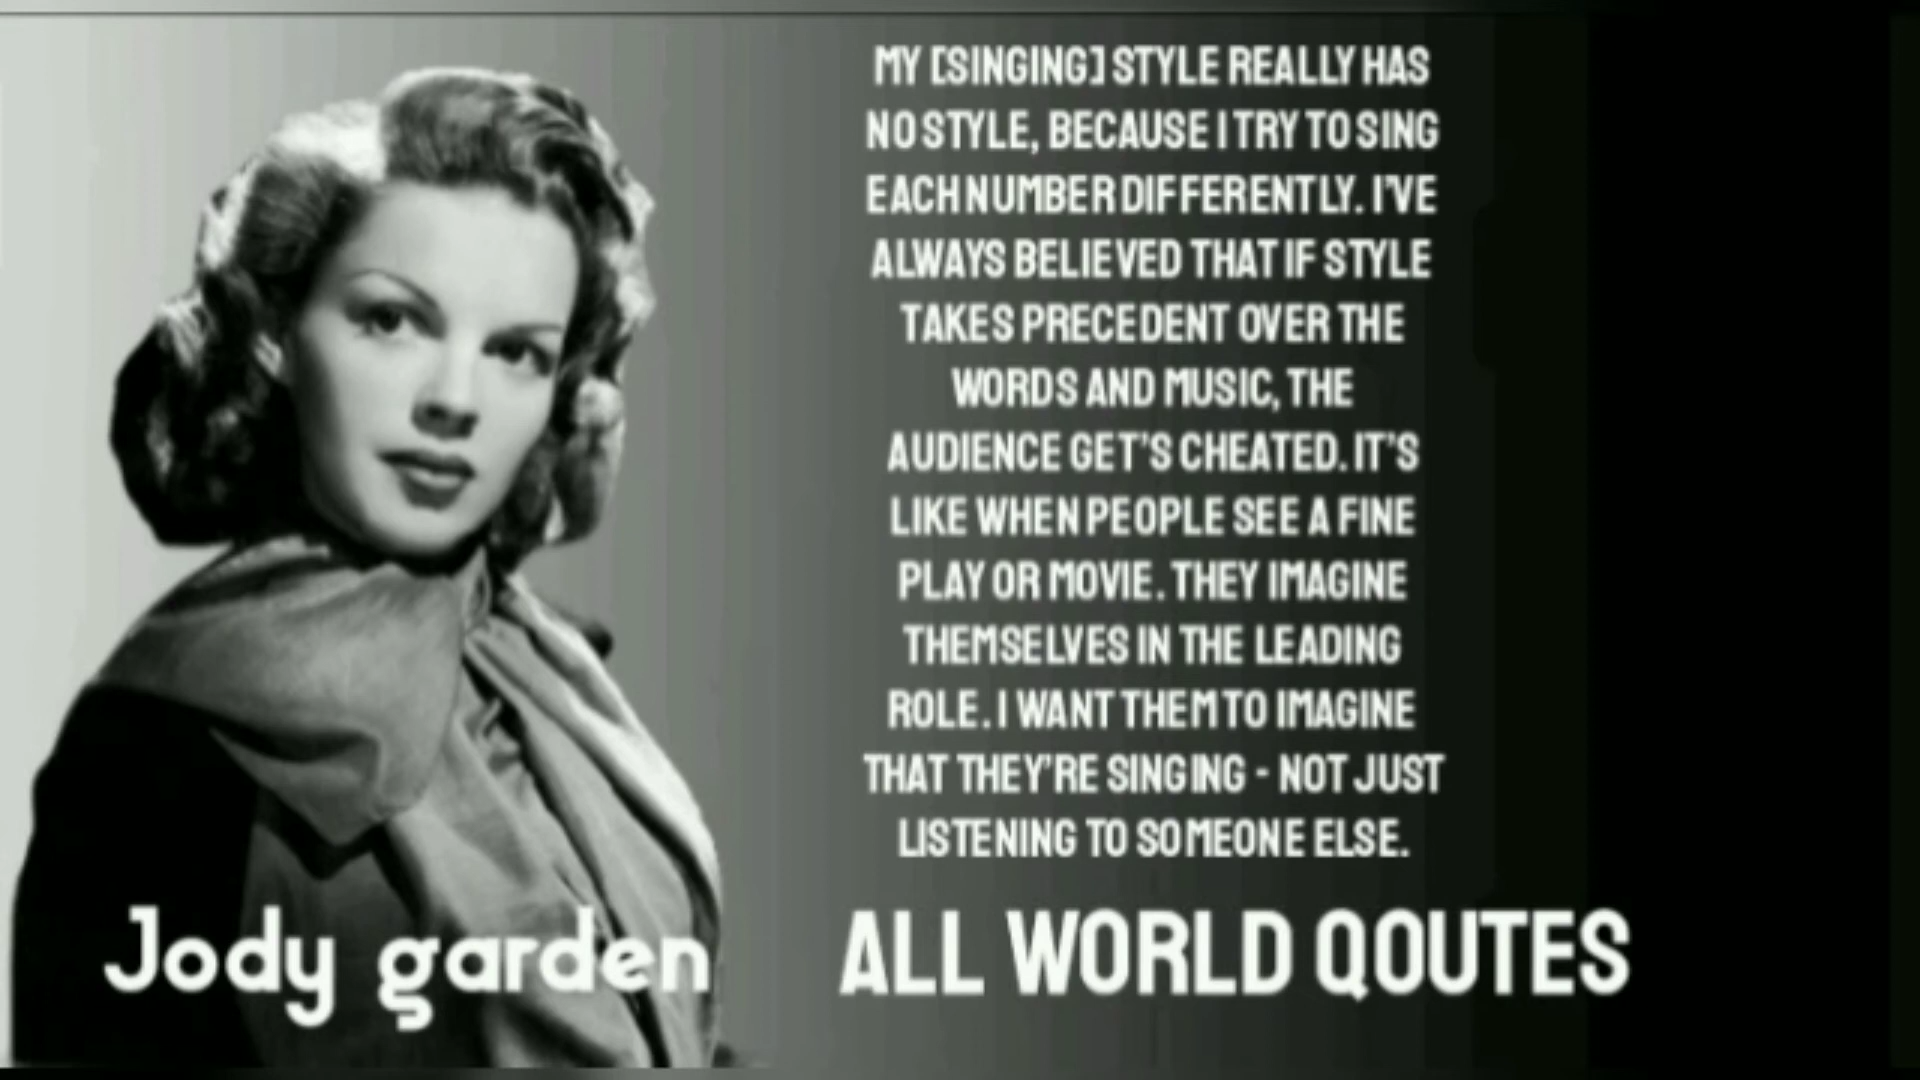 MY [SINGING] STYLE REALLY HAS
NO STYLE, BECAUSE I TRY TO SING
EACH NUMBER DIFFERENTLY. I'VE
ALWAYS BELIEVED THAT IF STYLE
TAKES PRECEDENT OVER THE
WORDS AND MUSIC, THE
AUDIENCE GET'S CHEATED. IT'S
LIKE WHEN PEOPLE SEE A FINE
PLAY OR MOVIE. THEY IMAGINE
THEMSELVES IN THE LEADING
ROLE. I WANT THEM TO IMAGINE
THAT THEY'RE SINGING - NOT JUST
LISTENING TO SOMEONE ELSE.
Jody garden
ALL WORLD QOUTES